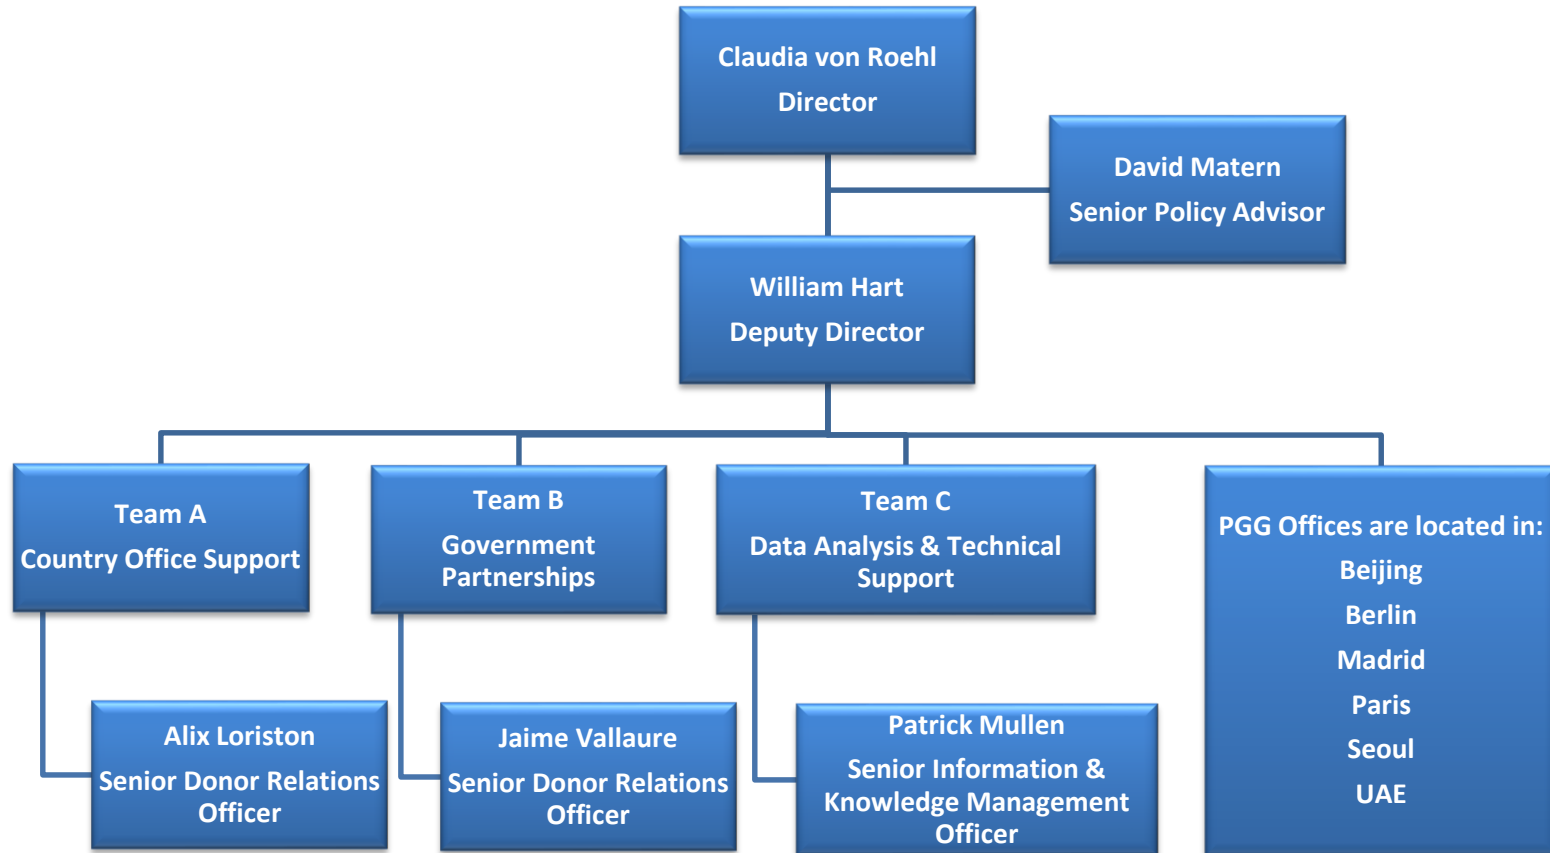 Claudia von Roehl
Director
David Matern
Senior Policy Advisor
William Hart
Deputy Director
Team A
Country Office Support
Team B
Government
Partnerships
Team C
Data Analysis & Technical
Support
PGG Offices are located in:
Beijing
Berlin
Madrid
Paris
Seoul
UAE
Alix Loriston
Senior Donor Relations
Officer
Jaime Vallaure
Senior Donor Relations
Officer
Patrick Mullen
Senior Information &
Knowledge Management
Officer